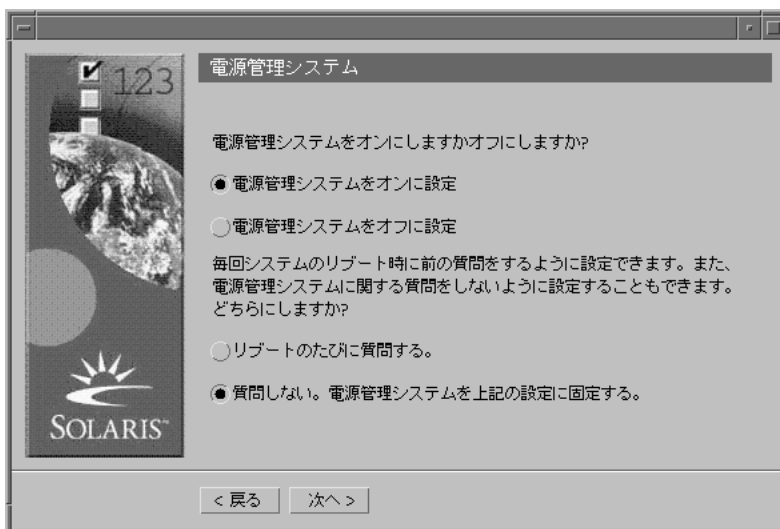 123
電源管理システム
電源管理システムをオンにしますかオフにしますか?
電源管理システムをオンに設定
電源管理システムをオフに設定
毎回システムのリブート時に前の質問をするように設定できます。また、
電源管理システムに関する質問をしないように設定することもできます。
どちらにしますか?
リブートのたびに質問する。
質問しない。電源管理システムを上記の設定に固定する。
SOLARIS™
< 戻る
次へ >